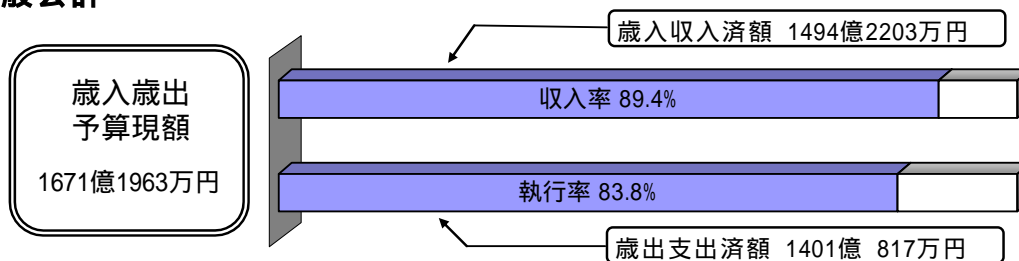 歳入収入済額 1494億2203万円
歳入歳出
予算現額
1671億1963万円
収入率 89.4%
執行率 83.8%
歳出支出済額 1401億 817万円